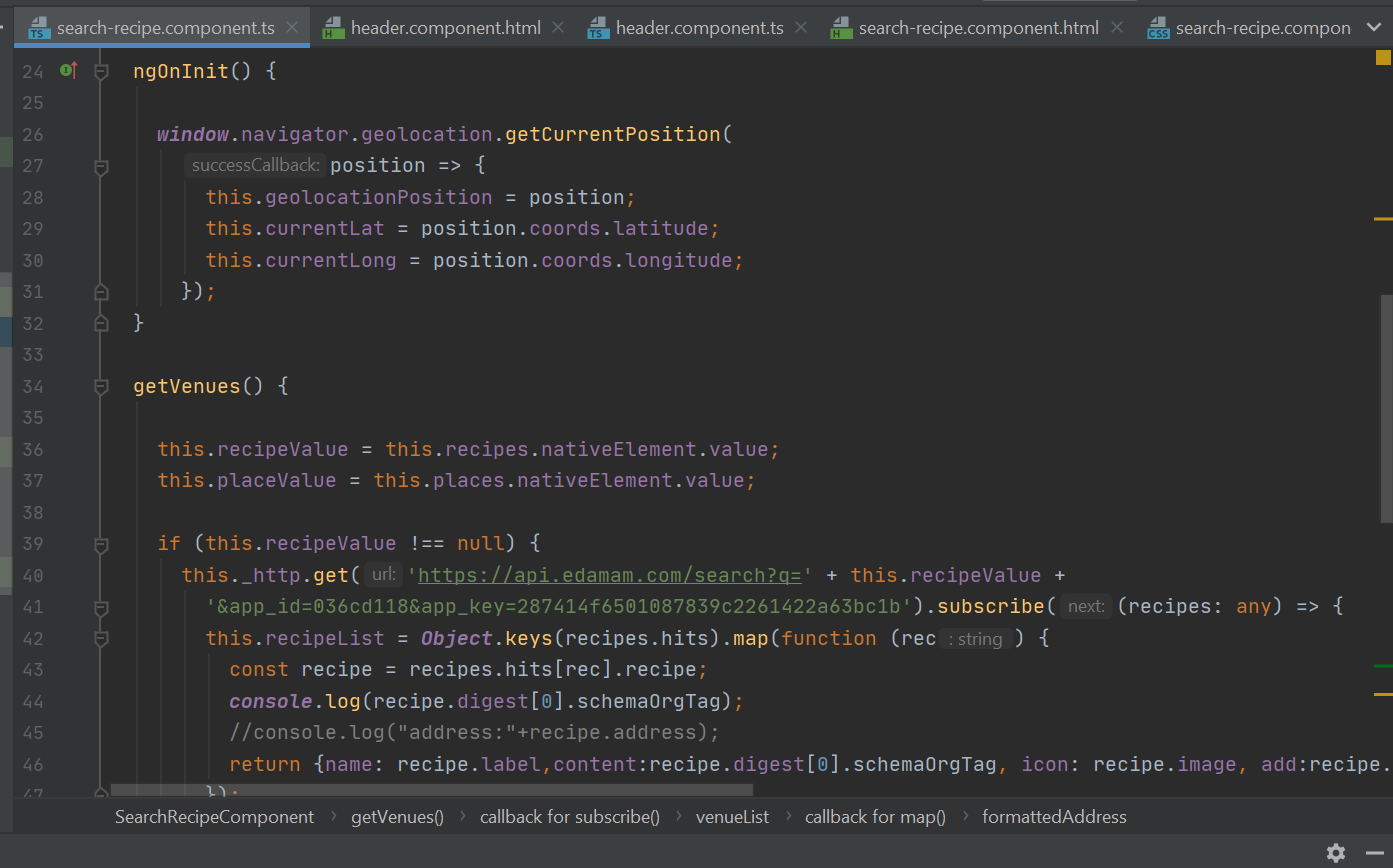 search-recipe.component.ts header.component.html header.component.ts search-recipe.component.html search-recipe.compon
24 ngOnInit() {
25
26 window.navigator.geolocation.getCurrentPosition(
27 successCallback: position => {
28 this.geolocationPosition = position;
29 this.currentLat = position.coords.latitude;
30 this.currentLong = position.coords.longitude;
31 });
32 }
33
34 getVenues() {
35
36 this.recipeValue = this.recipes.nativeElement.value;
37 this.placeValue = this.places.nativeElement.value;
38
39 if (this.recipeValue !== null) {
40 this._http.get( url: 'https://api.edamam.com/search?q=' + this.recipeValue +
41 '&app_id=036cd118&app_key=287414f6501087839c2261422a63bc1b').subscribe( next: (recipes: any) => {
42 this.recipeList = Object.keys(recipes.hits).map(function (rec : string ) {
43 const recipe = recipes.hits[rec].recipe;
44 console.log(recipe.digest[0].schemaOrgTag);
45 //console.log("address:"+recipe.address);
46 return {name: recipe.label,content:recipe.digest[0].schemaOrgTag, icon: recipe.image, add:recipe.
47 });
SearchRecipeComponent getVenues() callback for subscribe() venueList callback for map() formattedAddress